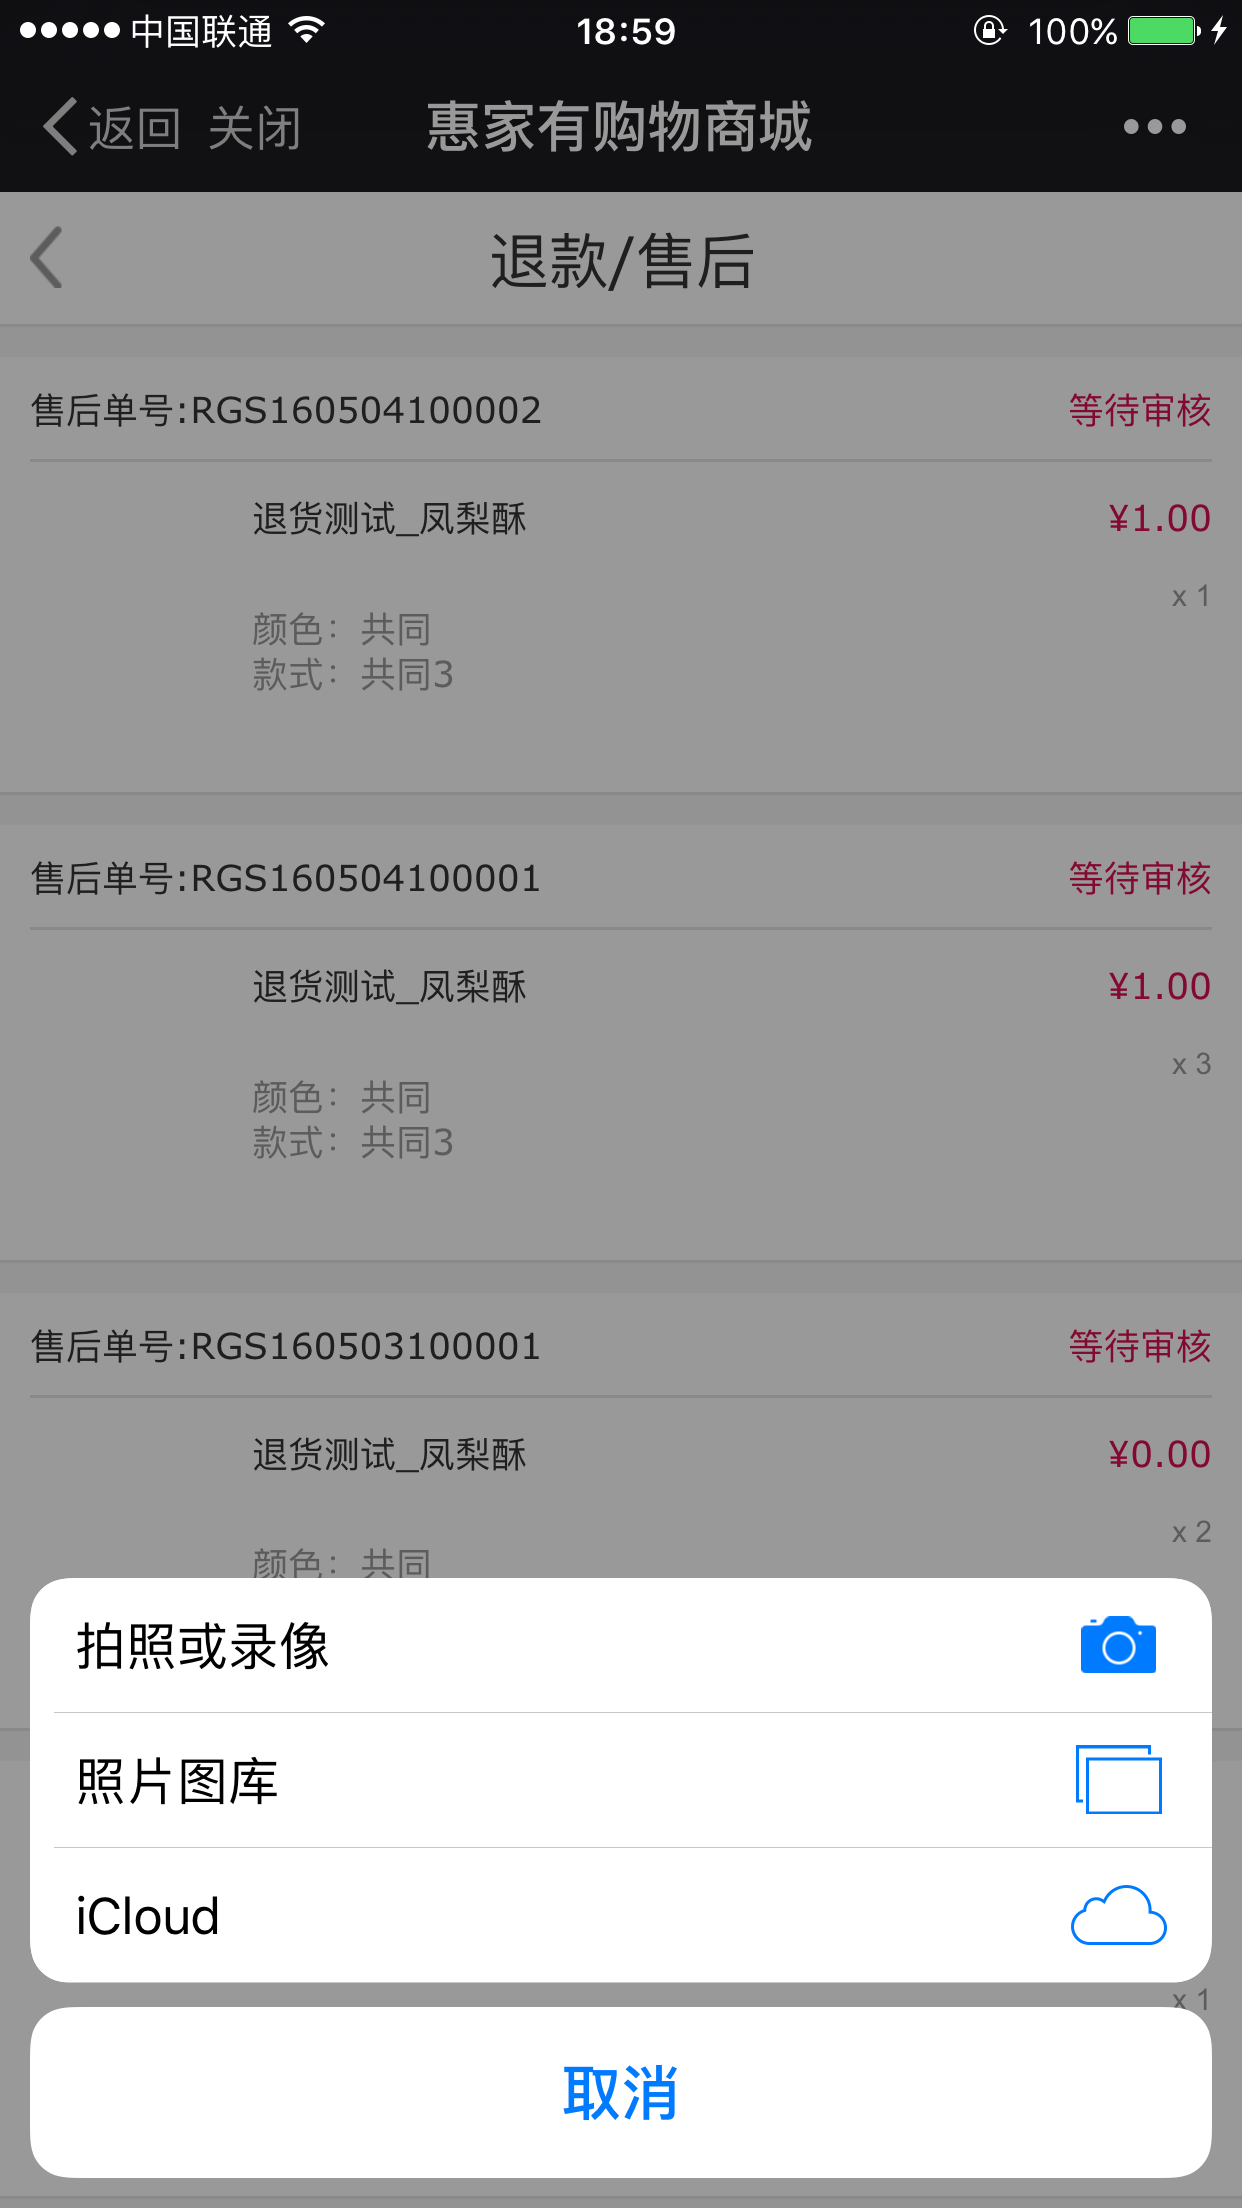 中国联通 18:59 100%
返回 关闭 惠家有购物商城
退款/售后
售后单号:RGS160504100002 等待审核
退货测试_凤梨酥 ¥1.00
x 1
颜色：共同
款式：共同3
售后单号:RGS160504100001 等待审核
退货测试_凤梨酥 ¥1.00
x 3
颜色：共同
款式：共同3
售后单号:RGS160503100001 等待审核
退货测试_凤梨酥 ¥0.00
x 2
颜色：共同
拍照或录像
照片图库
iCloud
x 1
取消